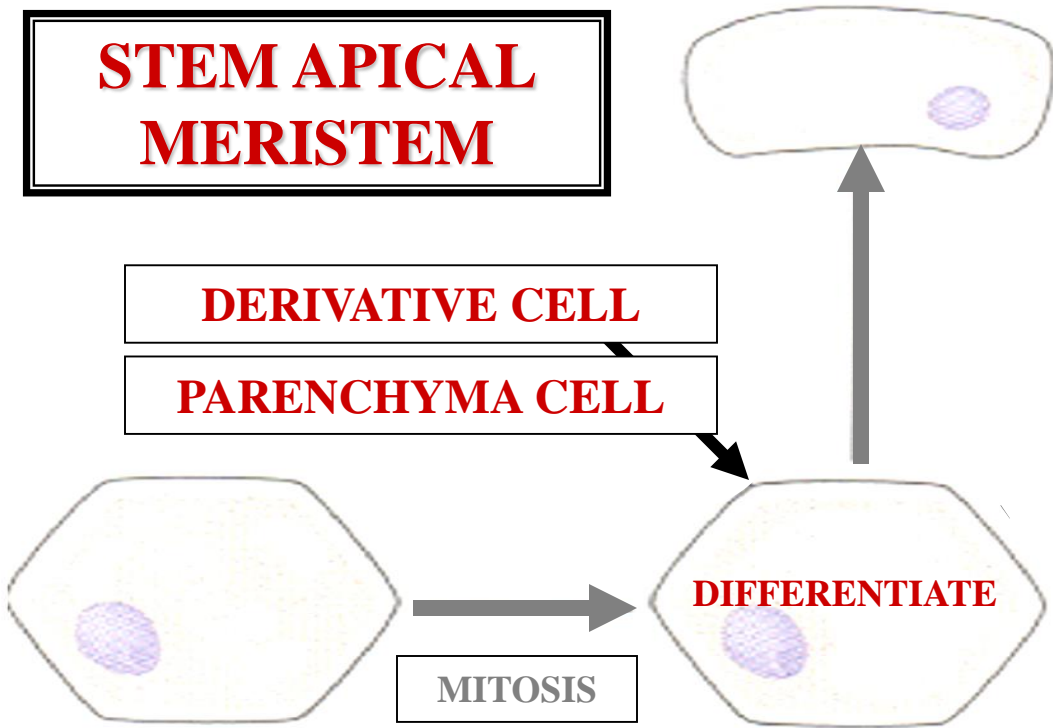 STEM APICAL
MERISTEM
DERIVATIVE CELL
PARENCHYMA CELL
DIFFERENTIATE
MITOSIS